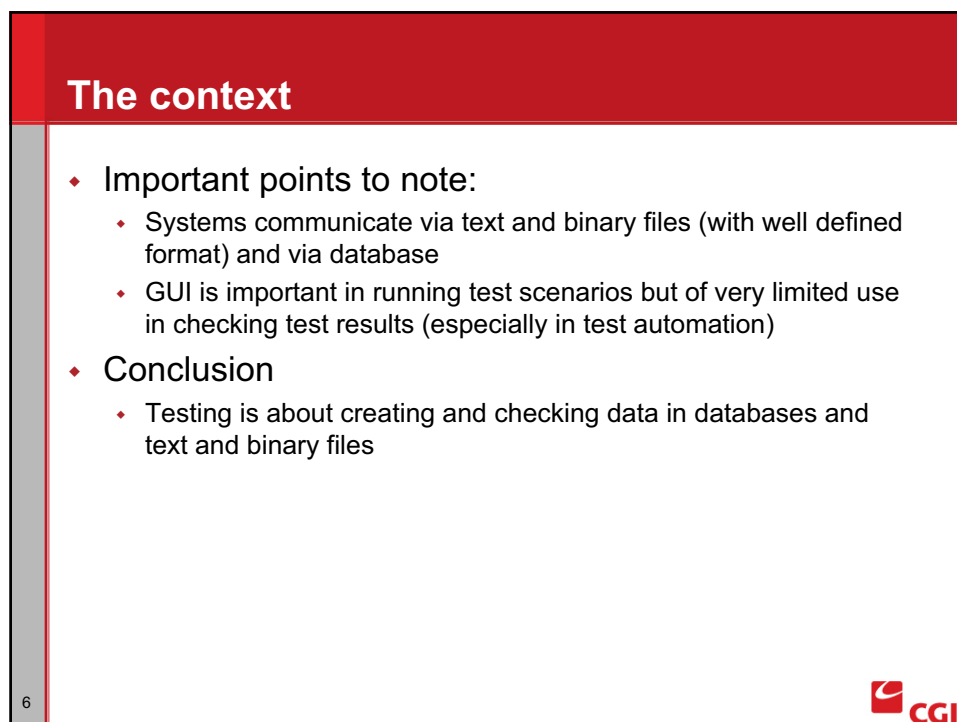 The context
Important points to note:
Systems communicate via text and binary files (with well defined
format) and via database
GUI is important in running test scenarios but of very limited use
in checking test results (especially in test automation)
Conclusion
Testing is about creating and checking data in databases and
text and binary files
6
CGI